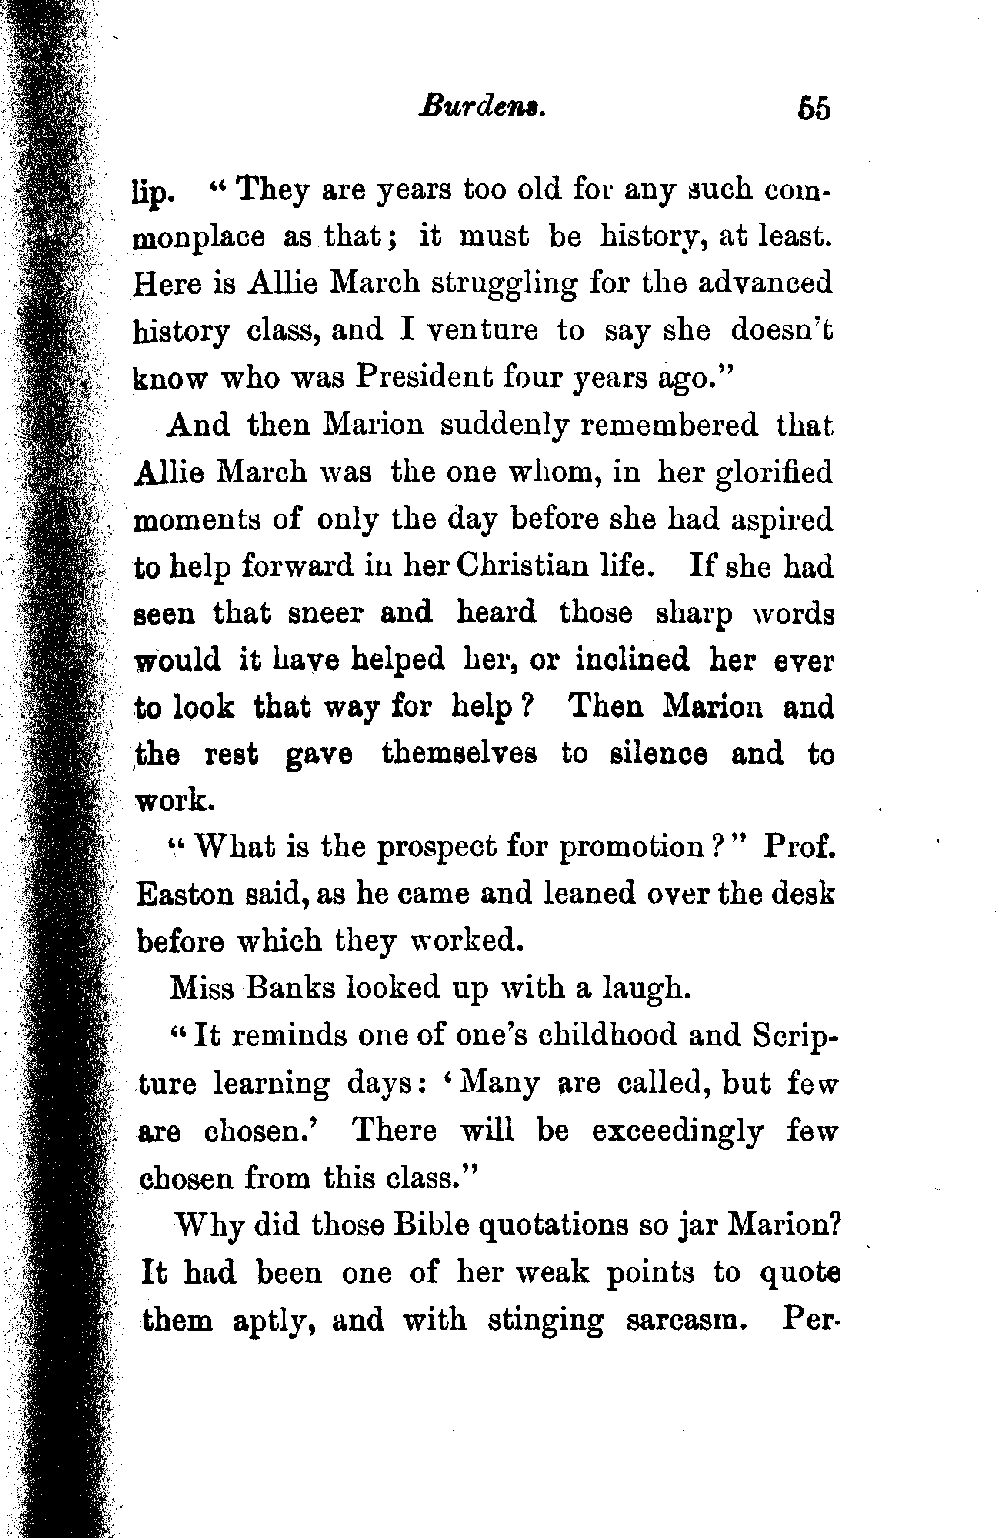 Burdens. 55
lip. “ They are years too old for any such com-
monplace as that; it must be history, at least.
Here is Allie March struggling for the advanced
history class, and I venture to say she doesn’t
know who was President four years ago.”
And then Marion suddenly remembered that
Allie March was the one whom, in her glorified
moments of only the day before she had aspired
to help forward in her Christian life. If she had
seen that sneer and heard those sharp words
would it have helped her, or inclined her ever
to look that way for help? Then Marion and
the rest gave themselves to silence and to
work.
“ What is the prospect for promotion?” Prof.
Easton said, as he came and leaned over the desk
before which they worked.
Miss Banks looked up with a laugh.
“ It reminds one of one’s childhood and Scrip-
ture learning days: ‘ Many are called, but few
are chosen.’ There will be exceedingly few
chosen from this class.”
Why did those Bible quotations so jar Marion?
It had been one of her weak points to quote
them aptly, and with stinging sarcasm. Per-